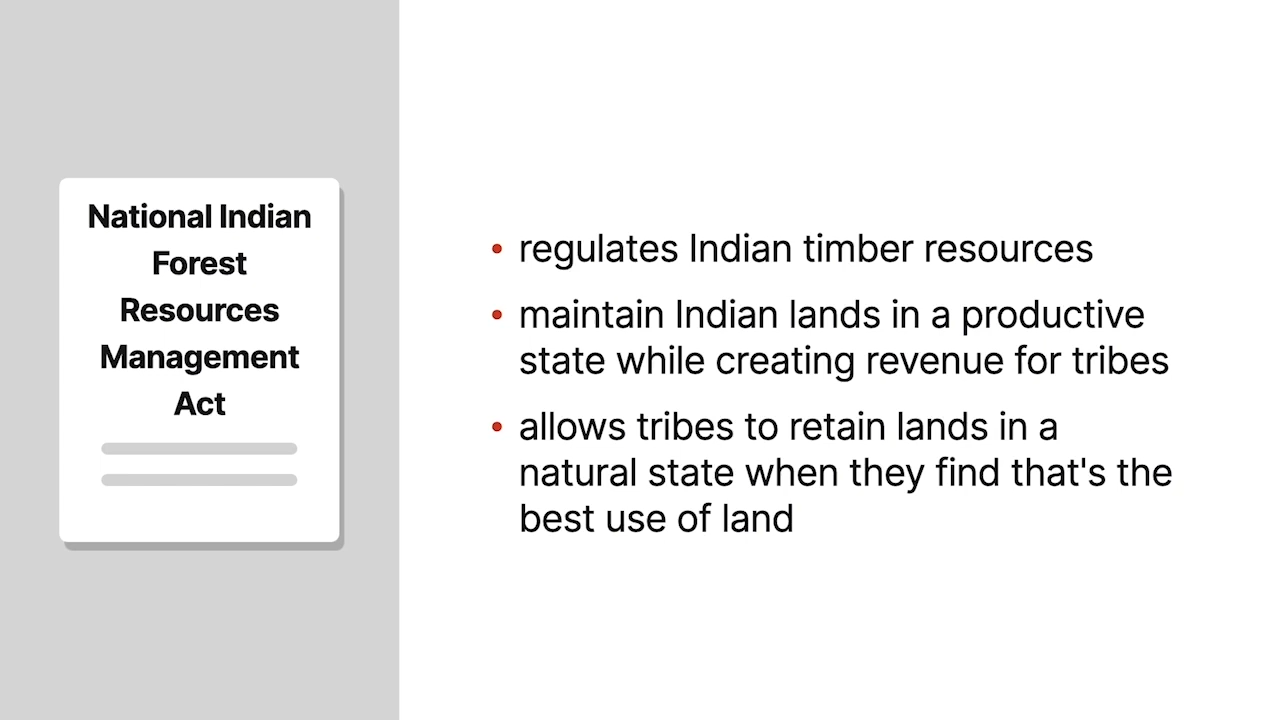 National Indian
Forest
Resources
Management
Act
• regulates Indian timber resources
• maintain Indian lands in a productive
state while creating revenue for tribes
• allows tribes to retain lands in a
natural state when they find that's the
best use of land